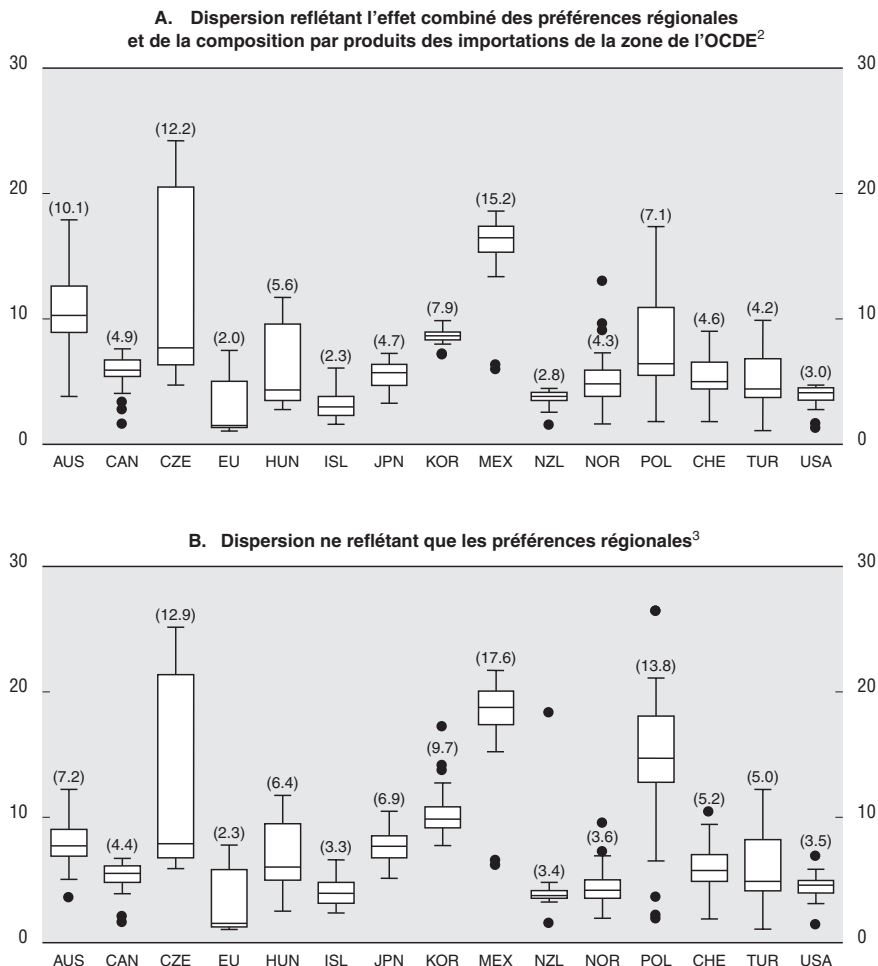 A. Dispersion reflétant l’effet combiné des préférences régionales
et de la composition par produits des importations de la zone de l’OCDE2
30 30
(12.2)
20 (15.2) 20
(10.1)
(7.1)
(5.6) (7.9)
10 (4.9) (2.0) (4.7) (4.3) (4.6) (4.2) 10
(2.3) (2.8) (3.0)
0 0
AUS CAN CZE EU HUN ISL JPN KOR MEX NZL NOR POL CHE TUR USA
B. Dispersion ne reflétant que les préférences régionales3
30 30
(12.9)
(17.6) (13.8)
20 20
(9.7)
(7.2) (6.4) (6.9) (5.0)
10 (4.4) (2.3) (3.3) (3.6) (5.2) 10
(3.4) (3.5)
0 0
AUS CAN CZE EU HUN ISL JPN KOR MEX NZL NOR POL CHE TUR USA